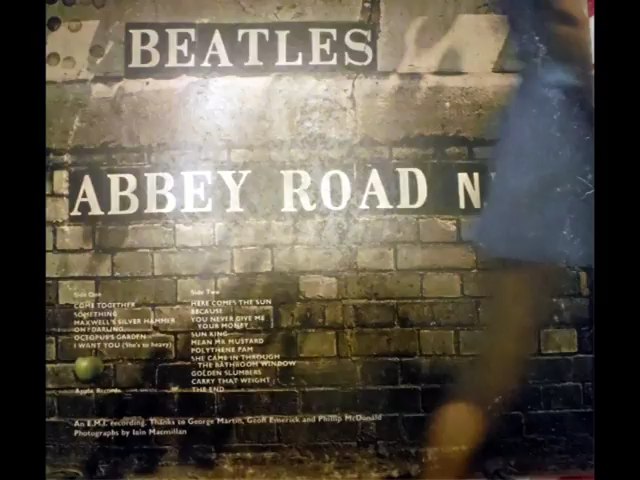 BEATLES
ABBEY ROAD N
Side One
COME TOGETHER
SOMETHING
MAXWELL'S SILVER HAMMER
OH! DARLING
OCTOPUS'S GARDEN
I WANT YOU (She's so heavy)
Side Two
HERE COMES THE SUN
BECAUSE
YOU NEVER GIVE ME
YOUR MONEY
SUN KING
MEAN MR MUSTARD
POLYTHENE PAM
SHE CAME IN THROUGH
THE BATHROOM WINDOW
GOLDEN SLUMBERS
CARRY THAT WEIGHT
THE END
Apple Records
An E.M.I. recording. Thanks to George Martin, Geoff Emerick and Phillip McDonald
Photographs by Iain Macmillan